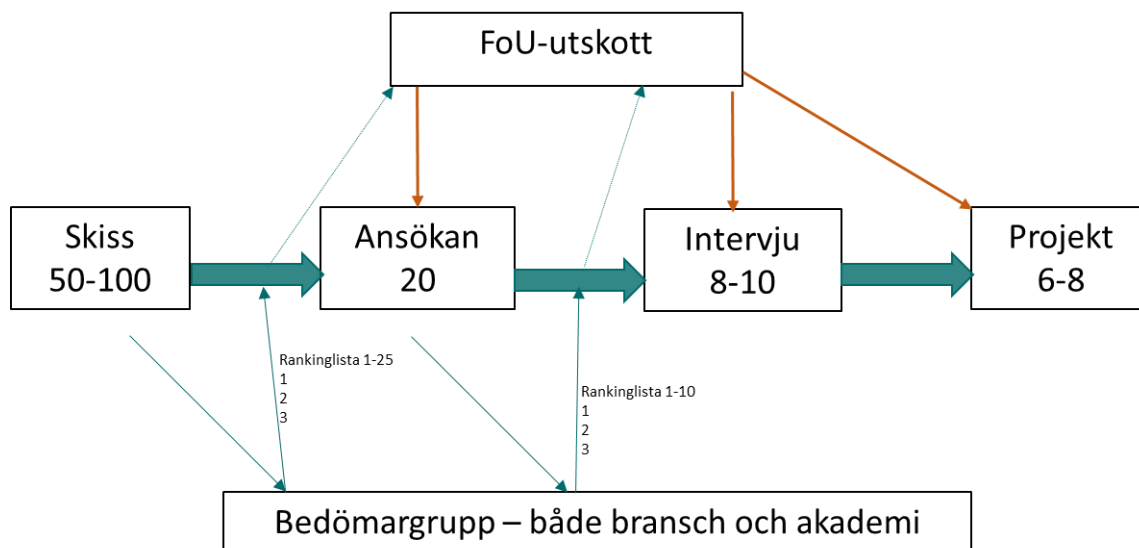 FoU-utskott
Skiss
50-100
Ansökan
20
Intervju
8-10
Projekt
6-8
Rankinglista 1-25
1
2
3
Rankinglista 1-10
1
2
3
Bedömargrupp – både bransch och akademi